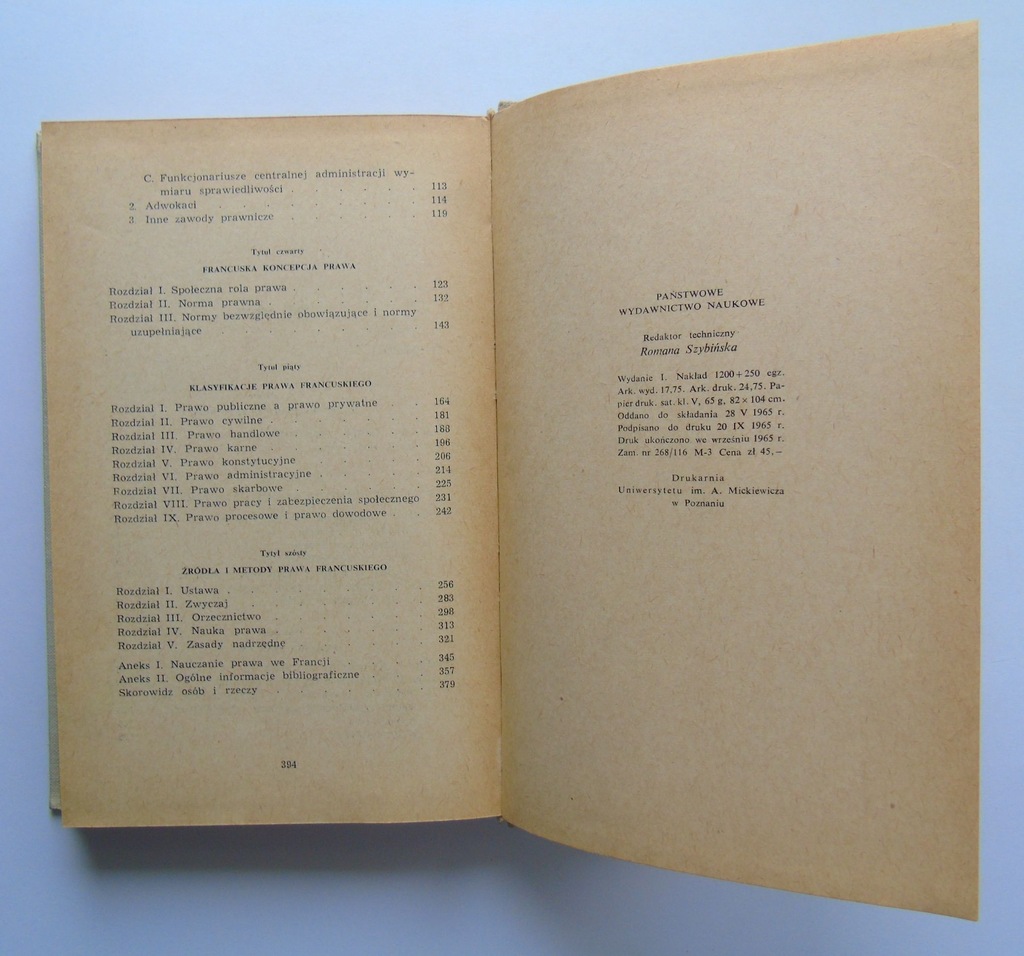 C. Funkcjonariusze centralnej administracji wy-
miaru sprawiedliwości . . . . . . 113
2. Adwokaci . . . . . . . . 114
3. Inne zawody prawnicze . . . . . 119
Tytuł czwarty
FRANCUSKA KONCEPCJA PRAWA
Rozdział I. Społeczna rola prawa . . . . . . 123
Rozdział II. Norma prawna . . . . . . . 132
Rozdział III. Normy bezwzględnie obowiązujące i normy
uzupełniające . . . . . . . . 143
Tytuł piąty
KLASYFIKACJE PRAWA FRANCUSKIEGO
Rozdział I. Prawo publiczne a prawo prywatne . . 164
Rozdział II. Prawo cywilne . . . . . . . 181
Rozdział III. Prawo handlowe . . . . . . 188
Rozdział IV. Prawo karne . . . . . . . 196
Rozdział V. Prawo konstytucyjne . . . . . 206
Rozdział VI. Prawo administracyjne . . . . . 214
Rozdział VII. Prawo skarbowe . . . . . . 225
Rozdział VIII. Prawo pracy i zabezpieczenia społecznego 231
Rozdział IX. Prawo procesowe i prawo dowodowe . . 242
Tytył szósty
ŹRÓDŁA I METODY PRAWA FRANCUSKIEGO
Rozdział I. Ustawa . . . . . . . . 256
Rozdział II. Zwyczaj . . . . . . . 283
Rozdział III. Orzecznictwo . . . . . . 298
Rozdział IV. Nauka prawa . . . . . . . 313
Rozdział V. Zasady nadrzędne . . . . . . 321
Aneks I. Nauczanie prawa we Francji . . . . 345
Aneks II. Ogólne informacje bibliograficzne . . . 357
Skorowidz osób i rzeczy . . . . . . . 379
394
PAŃSTWOWE
WYDAWNICTWO NAUKOWE
Redaktor techniczny
Romana Szybińska
Wydanie I. Nakład 1200+250 egz.
Ark. wyd. 17,75. Ark. druk. 24,75. Pa-
pier druk. sat. kl. V, 65 g, 82×104 cm.
Oddano do składania 28 V 1965 r.
Podpisano do druku 20 IX 1965 r.
Druk ukończono we wrześniu 1965 r.
Zam. nr 268/116 M-3 Cena zł 45,–
Drukarnia
Uniwersytetu im. A. Mickiewicza
w Poznaniu